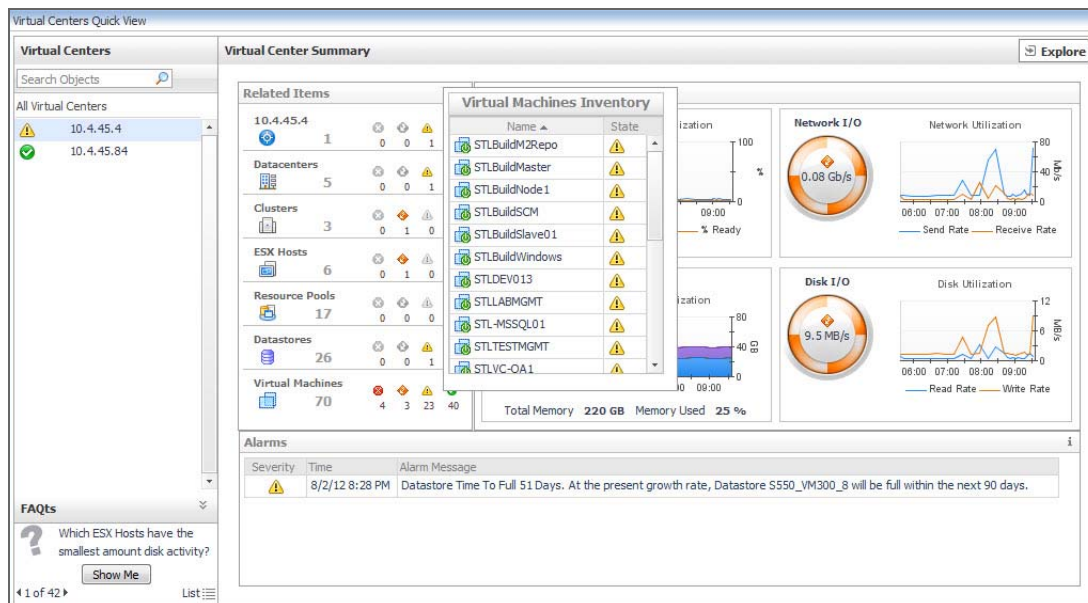 Virtual Centers Quick View
Virtual Centers
Search Objects
All Virtual Centers
10.4.45.4
10.4.45.84
FAQts
Which ESX Hosts have the
smallest amount disk activity?
Show Me
1 of 42
List
Virtual Center Summary
Explore
Related Items
10.4.45.4
1
0 0 1
Datacenters
5
0 0 1
Clusters
3
0 1 0
ESX Hosts
6
0 1 0
Resource Pools
17
0 0 0
Datastores
26
0 0 1
Virtual Machines
70
4 3 23 40
Virtual Machines Inventory
Name State
STLBuildM2Repo
STLBuildMaster
STLBuildNode1
STLBuildSCM
STLBuildSlave01
STLBuildWindows
STLDEV013
STLLABMGMT
STL-MSSQL01
STLTESTMGMT
STLVC-QA1
ization
100
%
0
09:00
% Ready
Network I/O
0.08 Gb/s
Network Utilization
80
40
0
Mb/s
06:00 07:00 08:00 09:00
Send Rate Receive Rate
ization
80
40
0
GB
09:00
Total Memory 220 GB Memory Used 25 %
Disk I/O
9.5 MB/s
Disk Utilization
12
6
0
MB/s
06:00 07:00 08:00 09:00
Read Rate Write Rate
Alarms
i
Severity Time Alarm Message
8/2/12 8:28 PM Datastore Time To Full 51 Days. At the present growth rate, Datastore S550_VM300_8 will be full within the next 90 days.